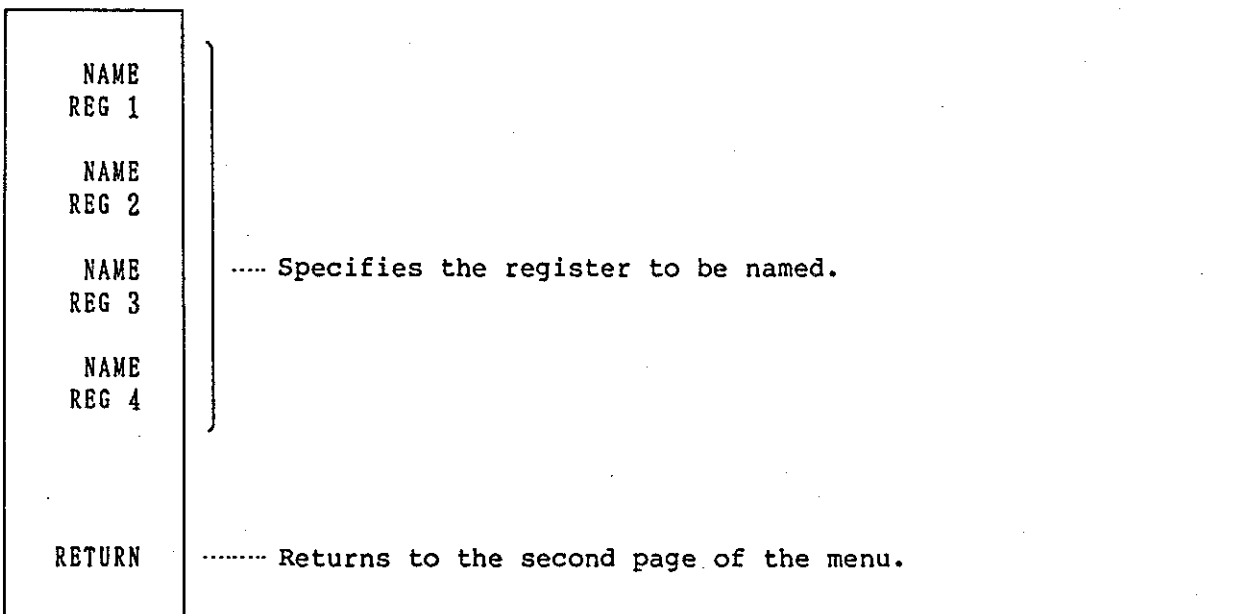 NAME
REG 1
NAME
REG 2
NAME
REG 3
NAME
REG 4
..... Specifies the register to be named.
RETURN ......... Returns to the second page of the menu.